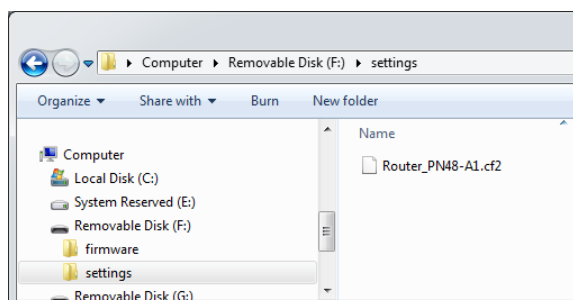 Computer Removable Disk (F:) settings
Organize Share with Burn New folder
Name
Router_PN48-A1.cf2
Computer
Local Disk (C:)
System Reserved (E:)
Removable Disk (F:)
firmware
settings
Removable Disk (G:)